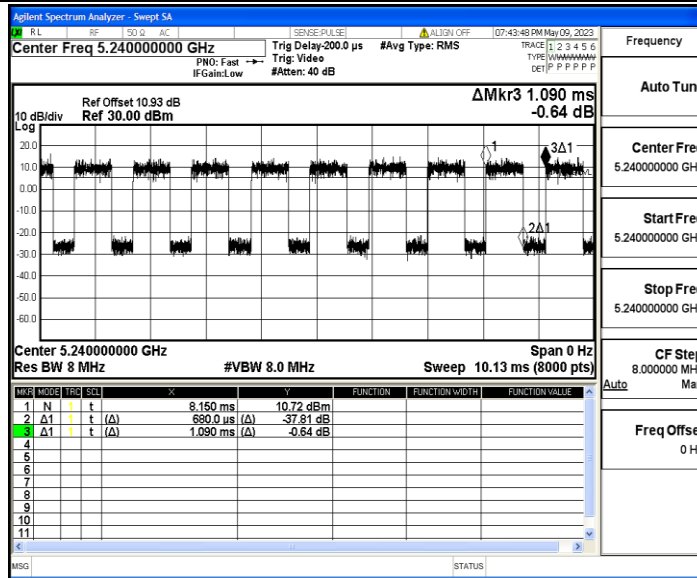 Agilent Spectrum Analyzer - Swept SA
RL RF 50 Ω AC SENSE:PULSE ALIGN OFF 07:43:48 PM May 09, 2023
Center Freq 5.240000000 GHz
PNO: Fast
IFGain:Low
Trig Delay-200.0 µs
Trig: Video
#Atten: 40 dB
#Avg Type: RMS
TRACE 1 2 3 4 5 6
TYPE WWWWWW
DET P P P P P P
Ref Offset 10.93 dB
10 dB/div Ref 30.00 dBm
Log
ΔMkr3 1.090 ms
-0.64 dB
20.0
10.0
0.00
-10.0
-20.0
-30.0
-40.0
-50.0
-60.0
1
3Δ1
2Δ1
Center 5.240000000 GHz Span 0 Hz
Res BW 8 MHz #VBW 8.0 MHz Sweep 10.13 ms (8000 pts)
MKR MODE TRC SCL X Y FUNCTION FUNCTION WIDTH FUNCTION VALUE
1 N 1 t 8.150 ms 10.72 dBm
2 Δ1 1 t (Δ) 680.0 µs (Δ) -37.81 dB
3 Δ1 1 t (Δ) 1.090 ms (Δ) -0.64 dB
4
5
6
7
8
9
10
11
MSG STATUS
Frequency
Auto Tun
Center Fre
5.240000000 GH
Start Fre
5.240000000 GH
Stop Fre
5.240000000 GH
CF Step
8.000000 MH
Auto Ma
Freq Offse
0 H